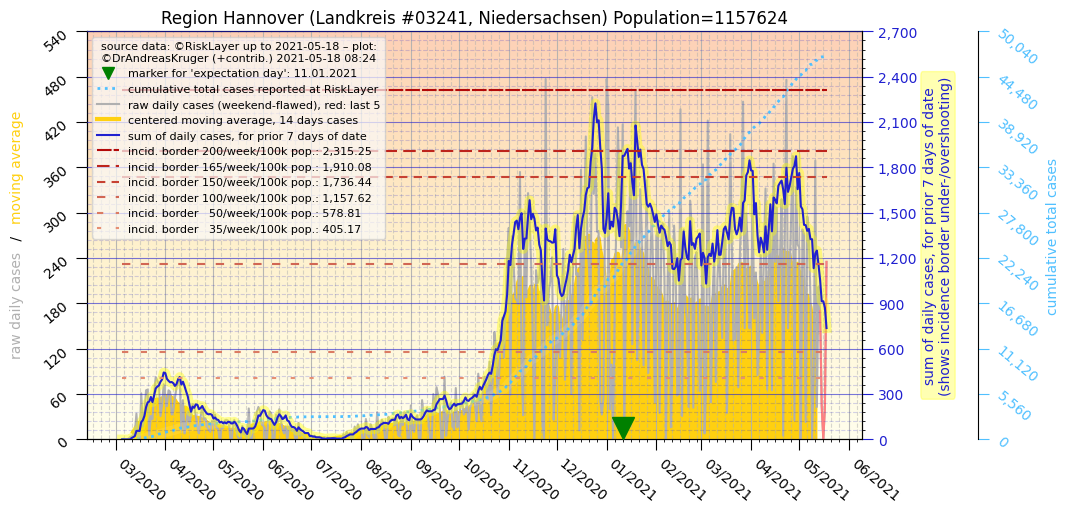 Region Hannover (Landkreis #03241, Niedersachsen) Population=1157624
source data: ©RiskLayer up to 2021-05-18 – plot:
©DrAndreasKruger (+contrib.) 2021-05-18 08:24
marker for 'expectation day': 11.01.2021
cumulative total cases reported at RiskLayer
raw daily cases (weekend-flawed), red: last 5
centered moving average, 14 days
sum of daily cases, for prior 7 days of date
incid. border 200/week/100k pop.: 2,315.25
incid. border 165/week/100k pop.: 1,910.08
incid. border 150/week/100k pop.: 1,736.44
incid. border 100/week/100k pop.: 1,157.62
incid. border   50/week/100k pop.: 578.81
incid. border   35/week/100k pop.: 405.17
raw daily cases / moving average
540
480
420
360
300
240
180
120
60
0
2,700
2,400
2,100
1,800
1,500
1,200
900
600
300
0
sum of daily cases, for prior 7 days of date
(shows incidence border under-/overshooting)
50,040
44,480
38,920
33,360
27,800
22,240
16,680
11,120
5,560
0
cumulative total cases
03/2020
04/2020
05/2020
06/2020
07/2020
08/2020
09/2020
10/2020
11/2020
12/2020
01/2021
02/2021
03/2021
04/2021
05/2021
06/2021